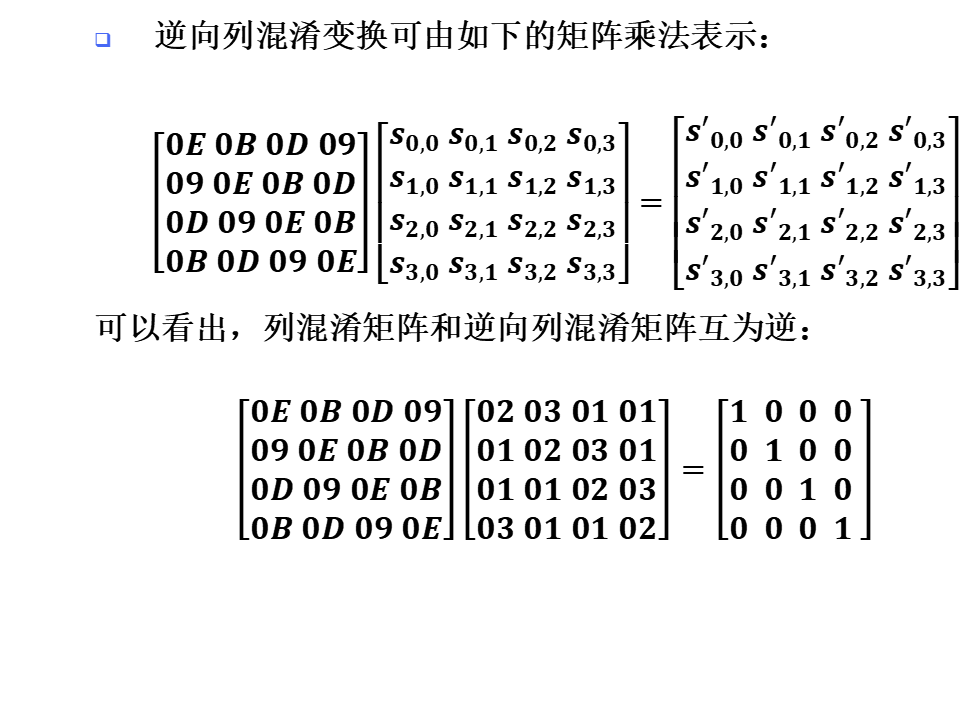 逆向列混淆变换可由如下的矩阵乘法表示：
[0E 0B 0D 09] [s0,0 s0,1 s0,2 s0,3] [s′0,0 s′0,1 s′0,2 s′0,3]
[09 0E 0B 0D] [s1,0 s1,1 s1,2 s1,3] = [s′1,0 s′1,1 s′1,2 s′1,3]
[0D 09 0E 0B] [s2,0 s2,1 s2,2 s2,3] [s′2,0 s′2,1 s′2,2 s′2,3]
[0B 0D 09 0E] [s3,0 s3,1 s3,2 s3,3] [s′3,0 s′3,1 s′3,2 s′3,3]
可以看出，列混淆矩阵和逆向列混淆矩阵互为逆：
[0E 0B 0D 09] [02 03 01 01] [1 0 0 0]
[09 0E 0B 0D] [01 02 03 01] = [0 1 0 0]
[0D 09 0E 0B] [01 01 02 03] [0 0 1 0]
[0B 0D 09 0E] [03 01 01 02] [0 0 0 1]